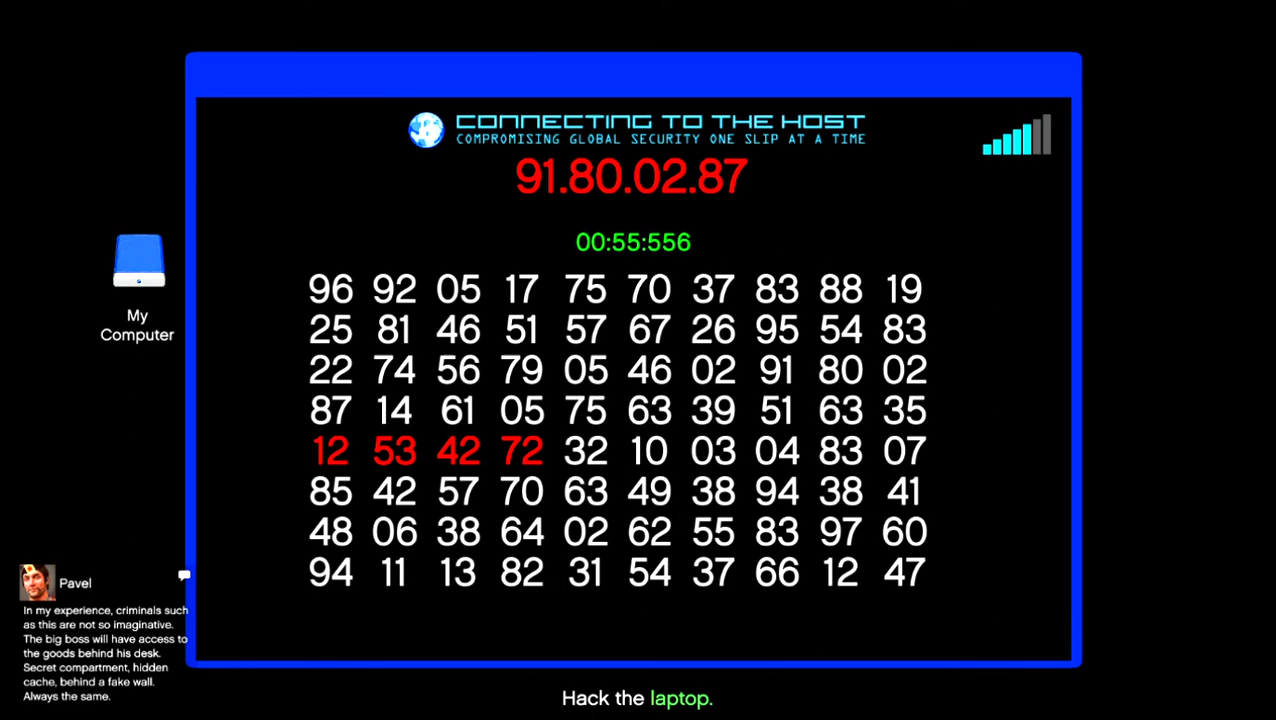 CONNECTING TO THE HOST
COMPROMISING GLOBAL SECURITY ONE SLIP AT A TIME
91.80.02.87
00:55:556
96 92 05 17 75 70 37 83 88 19
25 81 46 51 57 67 26 95 54 83
22 74 56 79 05 46 02 91 80 02
87 14 61 05 75 63 39 51 63 35
12 53 42 72 32 10 03 04 83 07
85 42 57 70 63 49 38 94 38 41
48 06 38 64 02 62 55 83 97 60
94 11 13 82 31 54 37 66 12 47
My
Computer
Pavel
In my experience, criminals such
as this are not so imaginative.
The big boss will have access to
the goods behind his desk.
Secret compartment, hidden
cache, behind a fake wall.
Always the same.
Hack the laptop.